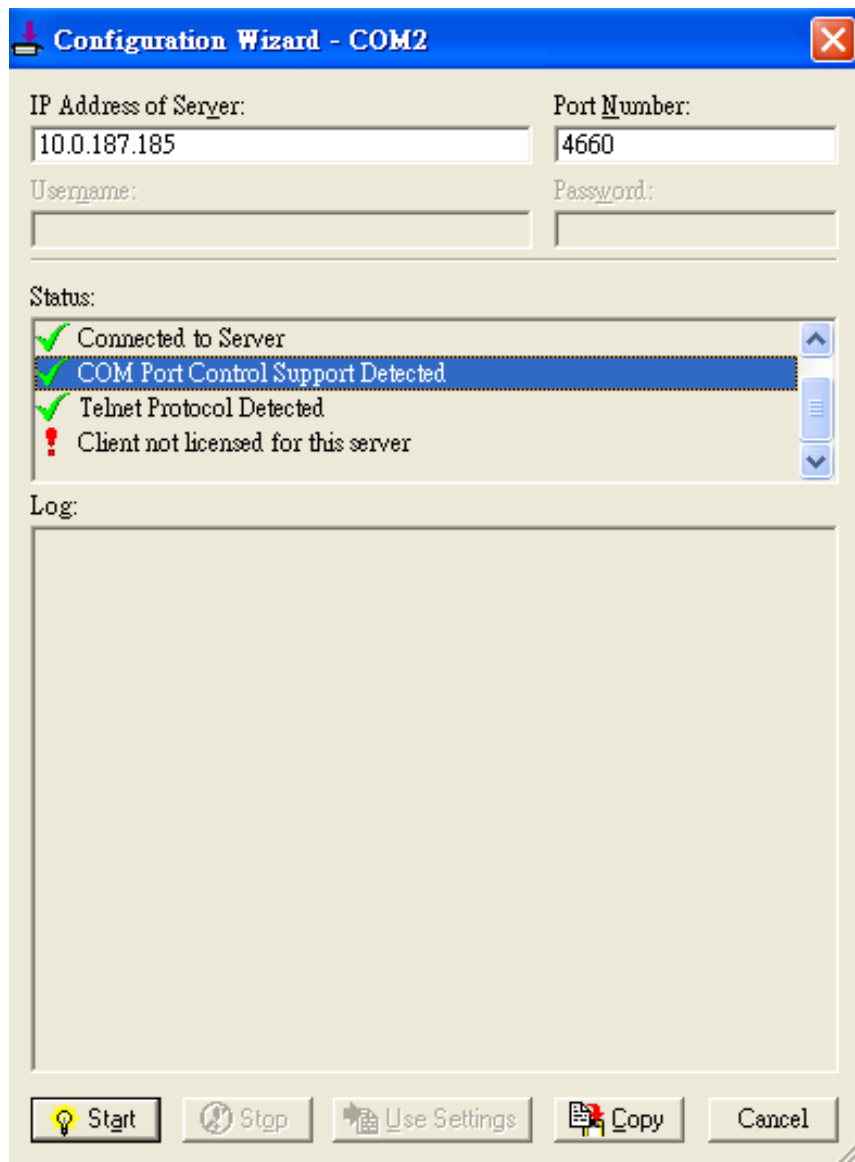 Configuration Wizard - COM2
IP Address of Server:
Port Number:
10.0.187.185
4660
Username:
Password:
Status:
Connected to Server
COM Port Control Support Detected
Telnet Protocol Detected
Client not licensed for this server
Log:
Start
Stop
Use Settings
Copy
Cancel